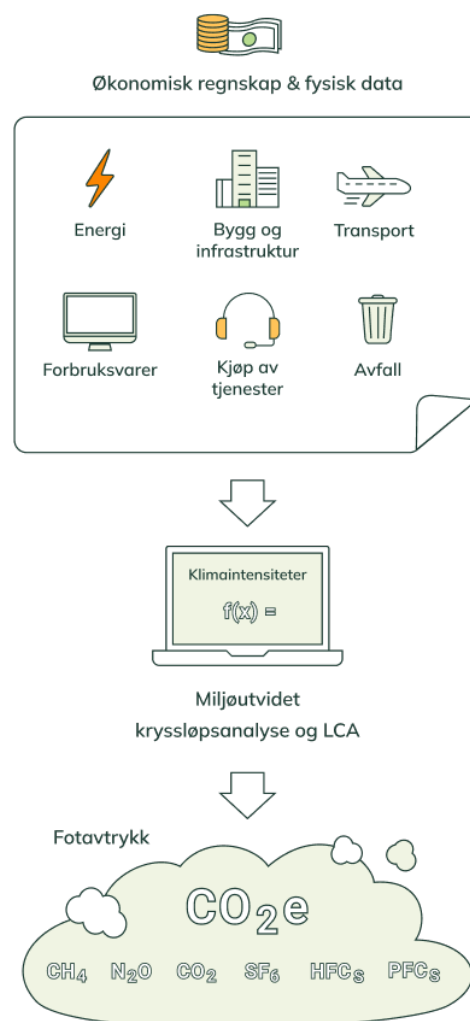 Økonomisk regnskap & fysisk data
Energi
Bygg og
infrastruktur
Transport
Forbruksvarer
Kjøp av
tjenester
Avfall
Klimaintensiteter
f(x) =
Miljøutvidet
kryssløpsanalyse og LCA
Fotavtrykk
CO₂e
CH₄ N₂O CO₂ SF₆ HFCₛ PFCₛ